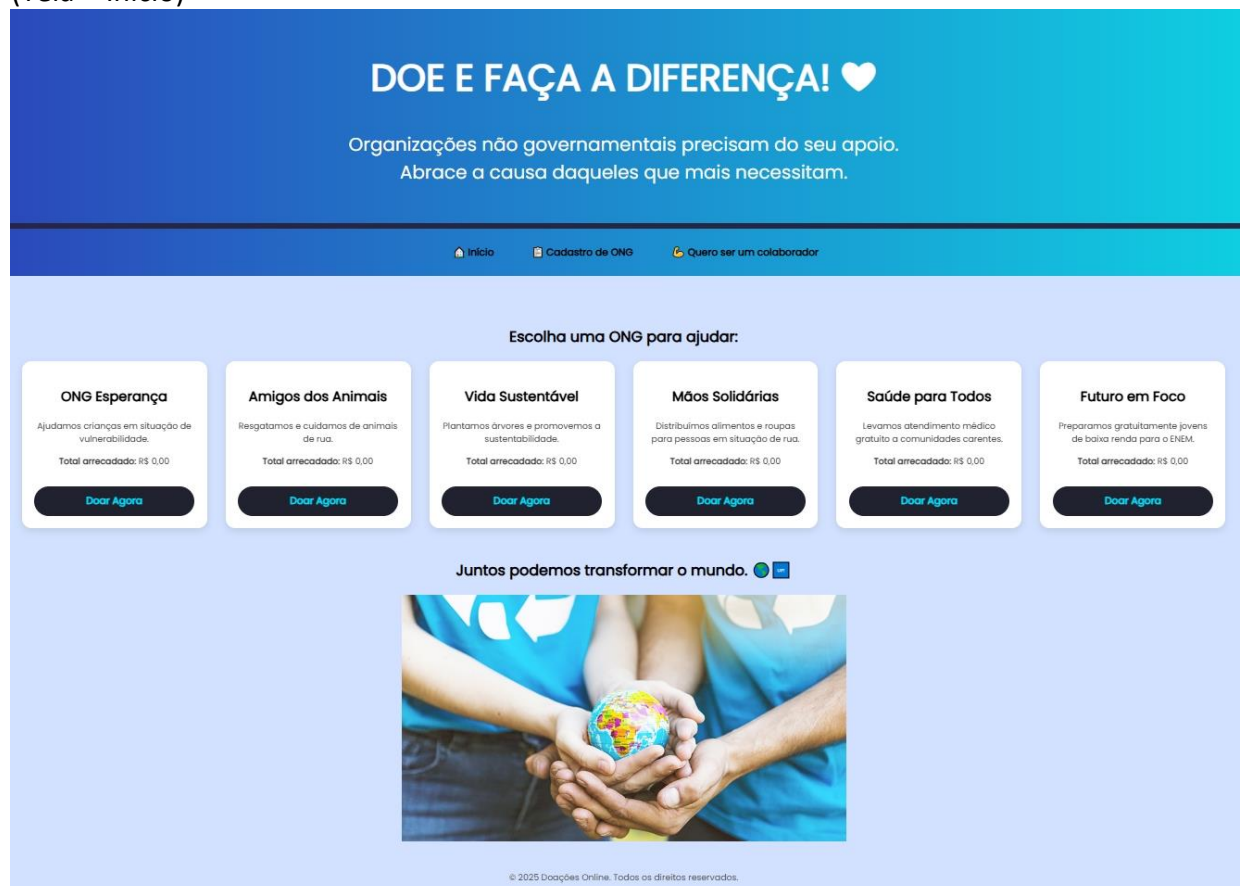 DOE E FAÇA A DIFERENÇA!
Organizações não governamentais precisam do seu apoio.
Abrace a causa daqueles que mais necessitam.
Início
Cadastro de ONG
Quero ser um colaborador
Escolha uma ONG para ajudar:
ONG Esperança
Ajudamos crianças em situação de
vulnerabilidade.
Total arrecadado: R$ 0,00
Doar Agora
Amigos dos Animais
Resgatamos e cuidamos de animais
de rua.
Total arrecadado: R$ 0,00
Doar Agora
Vida Sustentável
Plantamos árvores e promovemos a
sustentabilidade.
Total arrecadado: R$ 0,00
Doar Agora
Mãos Solidárias
Distribuímos alimentos e roupas
para pessoas em situação de rua.
Total arrecadado: R$ 0,00
Doar Agora
Saúde para Todos
Levamos atendimento médico
gratuito a comunidades carentes.
Total arrecadado: R$ 0,00
Doar Agora
Futuro em Foco
Preparamos gratuitamente jovens
de baixa renda para o ENEM.
Total arrecadado: R$ 0,00
Doar Agora
Juntos podemos transformar o mundo.
© 2025 Doações Online. Todos os direitos reservados.